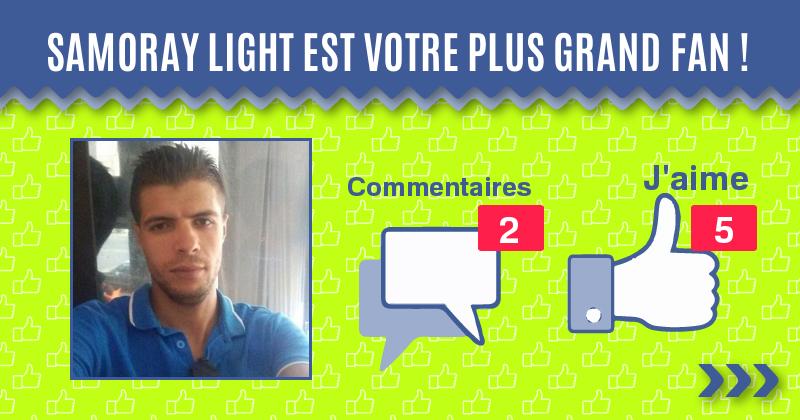 SAMORAY LIGHT EST VOTRE PLUS GRAND FAN !
Commentaires
2
J'aime
5